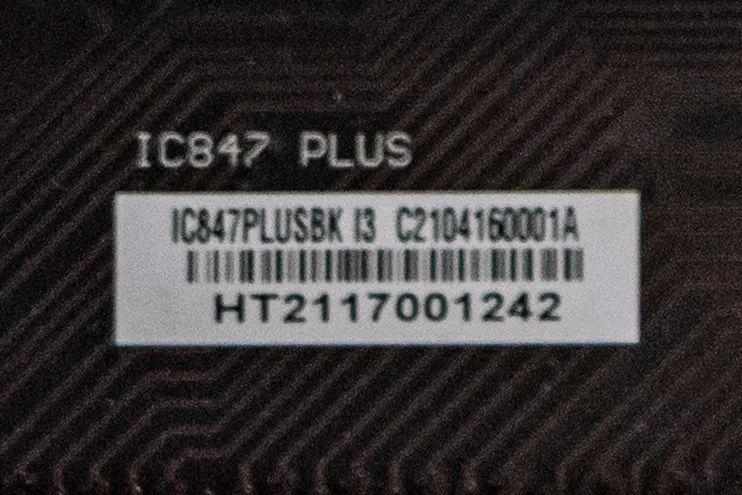 IC847 PLUS
IC847PLUSBK I3 C2104160001A
HT2117001242